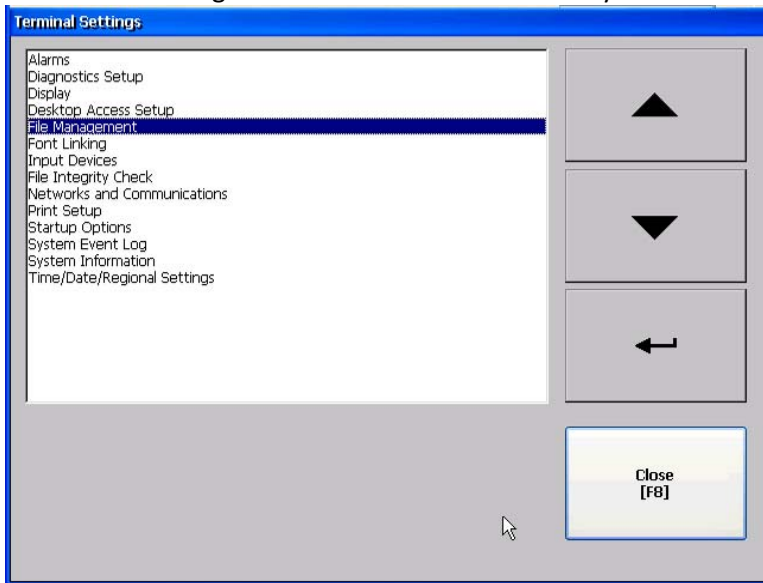 Terminal Settings
Alarms
Diagnostics Setup
Display
Desktop Access Setup
File Management
Font Linking
Input Devices
File Integrity Check
Networks and Communications
Print Setup
Startup Options
System Event Log
System Information
Time/Date/Regional Settings
Close
[F8]